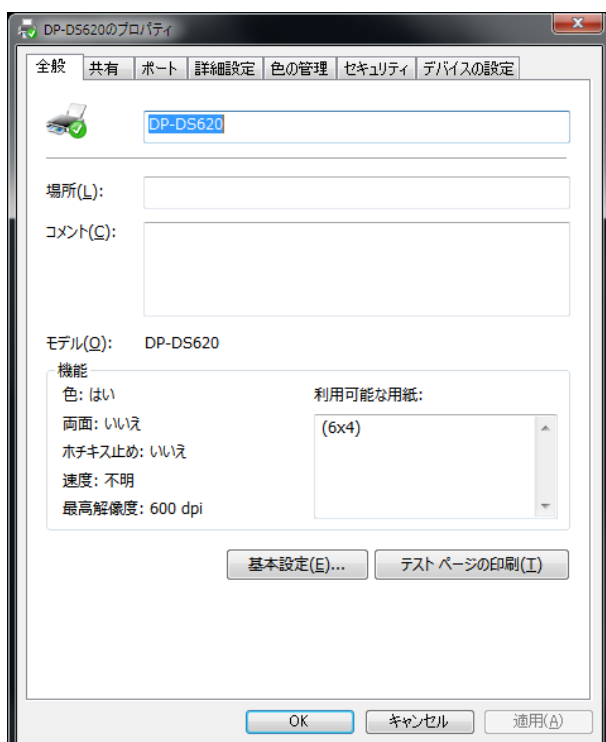 DP-DS620のプロパティ
全般 共有 ポート 詳細設定 色の管理 セキュリティ デバイスの設定
DP-DS620
場所(L):
コメント(C):
モデル(O): DP-DS620
機能
色: はい
利用可能な用紙:
両面: いいえ
(6x4)
ホチキス止め: いいえ
速度: 不明
最高解像度: 600 dpi
基本設定(E)... テスト ページの印刷(T)
OK キャンセル 適用(A)